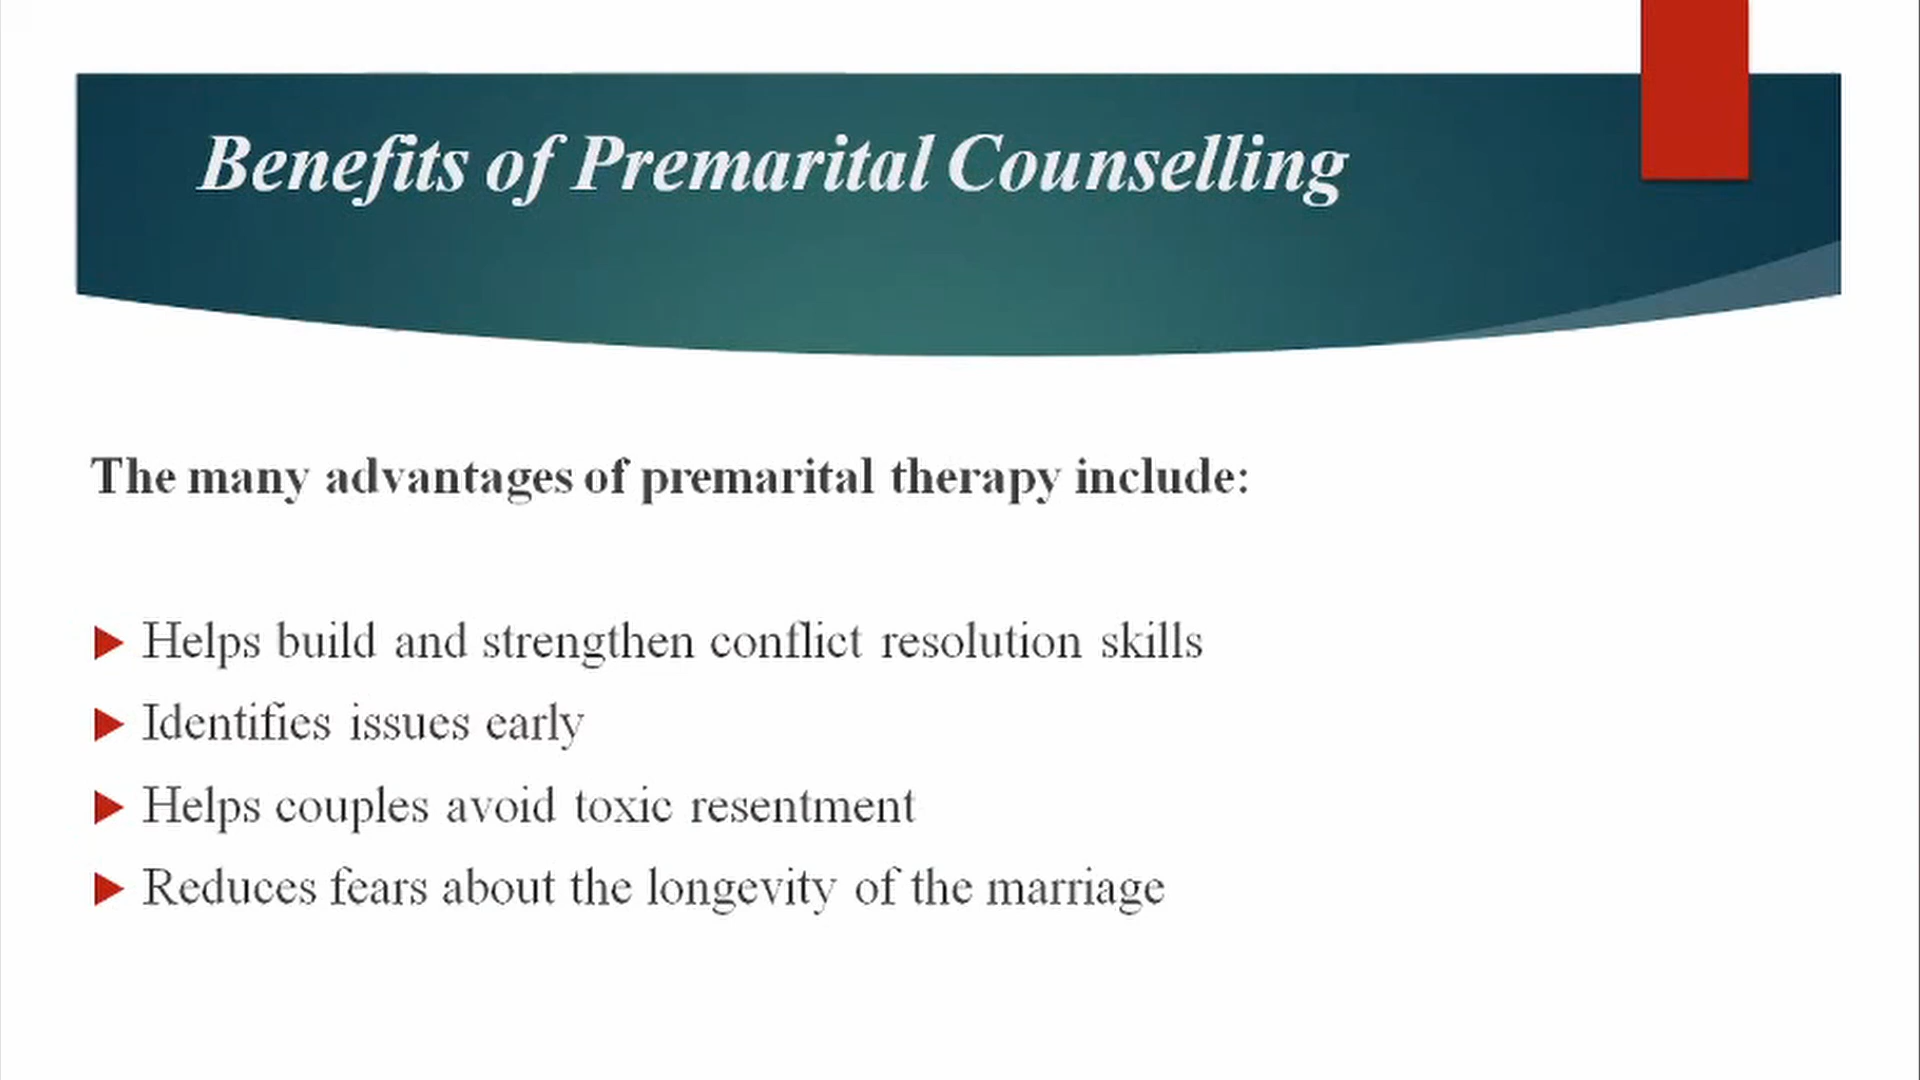 Benefits of Premarital Counselling
The many advantages of premarital therapy include:
Helps build and strengthen conflict resolution skills
Identifies issues early
Helps couples avoid toxic resentment
Reduces fears about the longevity of the marriage